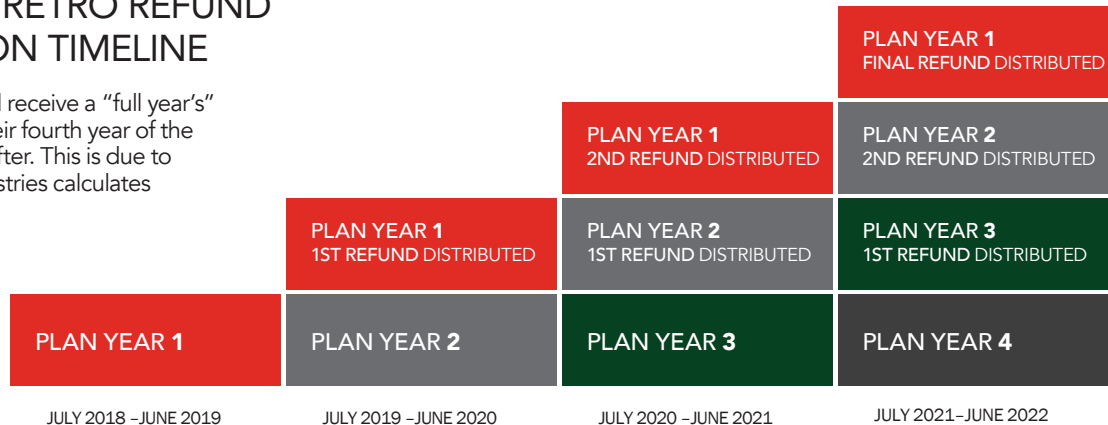 RETRO REFUND
ON TIMELINE
receive a “full year’s”
fourth year of the
This is due to
calculates
PLAN YEAR 1
FINAL REFUND DISTRIBUTED
PLAN YEAR 1
2ND REFUND DISTRIBUTED
PLAN YEAR 2
2ND REFUND DISTRIBUTED
PLAN YEAR 1
1ST REFUND DISTRIBUTED
PLAN YEAR 2
1ST REFUND DISTRIBUTED
PLAN YEAR 3
1ST REFUND DISTRIBUTED
PLAN YEAR 1
PLAN YEAR 2
PLAN YEAR 3
PLAN YEAR 4
JULY 2018 –JUNE 2019
JULY 2019 –JUNE 2020
JULY 2020 –JUNE 2021
JULY 2021–JUNE 2022